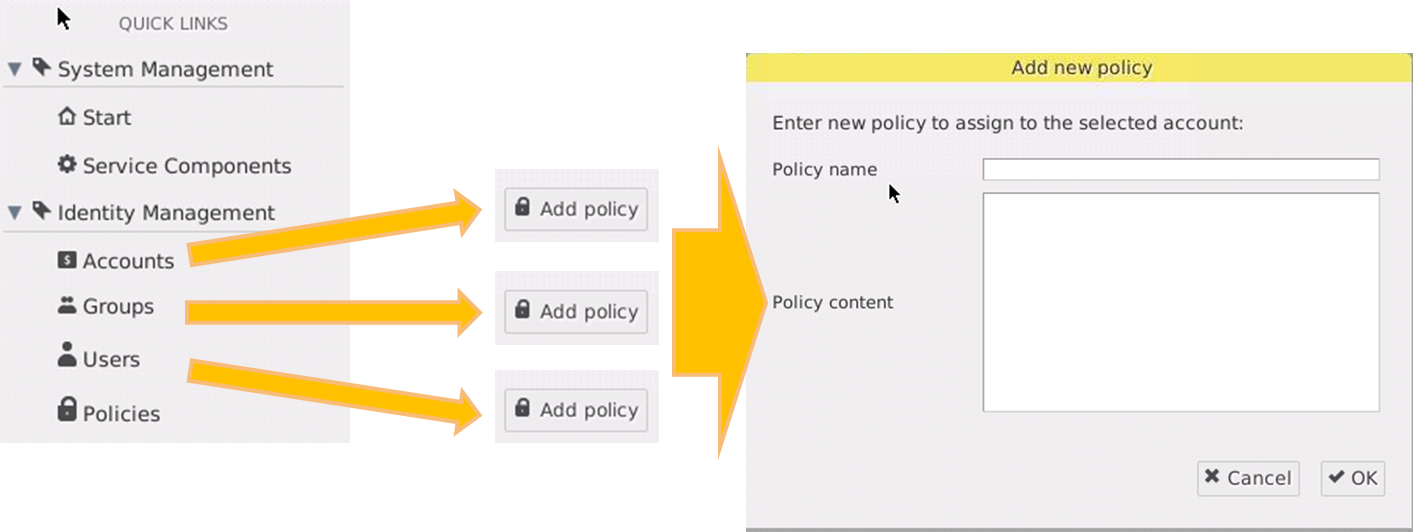 QUICK LINKS
System Management
Start
Service Components
Identity Management
Accounts
Groups
Users
Policies
Add policy
Add policy
Add policy
Add new policy
Enter new policy to assign to the selected account:
Policy name
Policy content
Cancel
OK